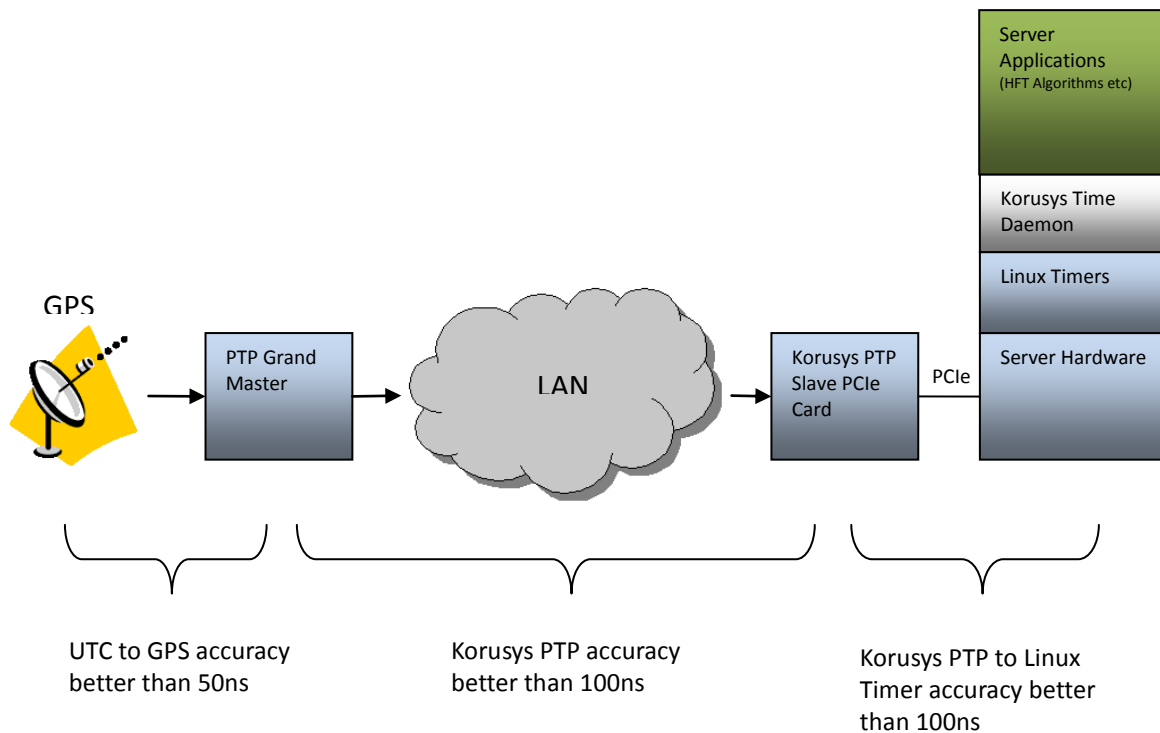 Server
Applications
(HFT Algorithms etc)
Korusys Time
Daemon
Linux Timers
GPS
PTP Grand
Master
LAN
Korusys PTP
Slave PCIe
Card
PCIe
Server Hardware
UTC to GPS accuracy
better than 50ns
Korusys PTP accuracy
better than 100ns
Korusys PTP to Linux
Timer accuracy better
than 100ns